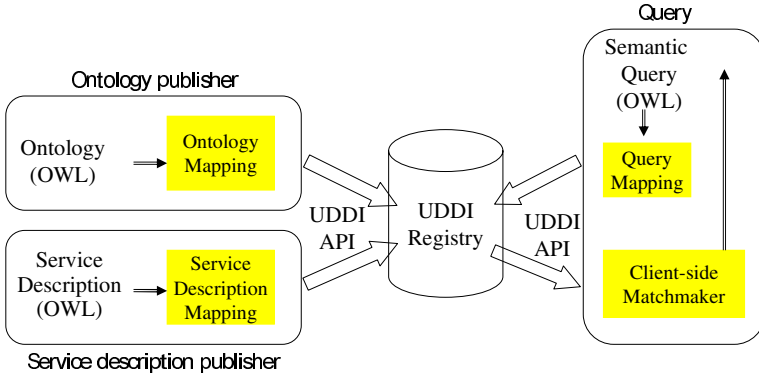 Ontology publisher
Ontology
(OWL)
Ontology
Mapping
Service
Description
(OWL)
Service
Description
Mapping
Service description publisher
UDDI
API
UDDI
Registry
UDDI
API
Query
Semantic
Query
(OWL)
Query
Mapping
Client-side
Matchmaker